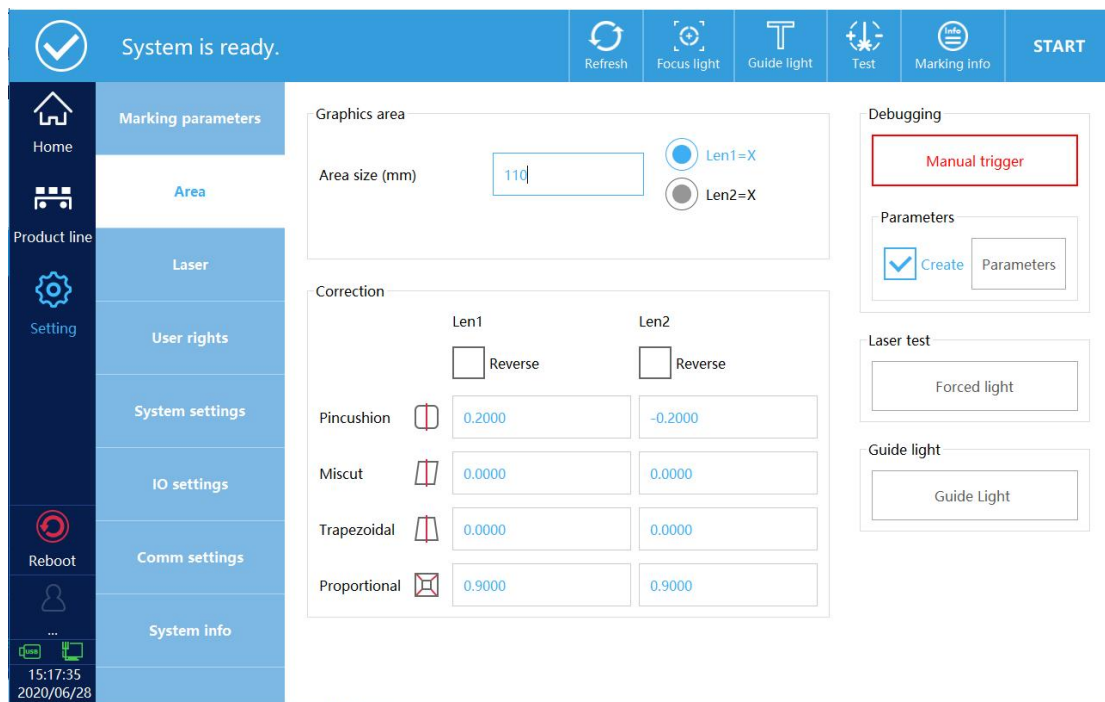 System is ready.
Refresh
Focus light
Guide light
Test
Info
Marking info
START
Home
Product line
Setting
Reboot
...
usb
15:17:35
2020/06/28
Marking parameters
Area
Laser
User rights
System settings
IO settings
Comm settings
System info
Graphics area
Area size (mm)
110
Len1=X
Len2=X
Correction
Len1 Len2
Reverse Reverse
Pincushion 0.2000 -0.2000
Miscut 0.0000 0.0000
Trapezoidal 0.0000 0.0000
Proportional 0.9000 0.9000
Debugging
Manual trigger
Parameters
Create Parameters
Laser test
Forced light
Guide light
Guide Light